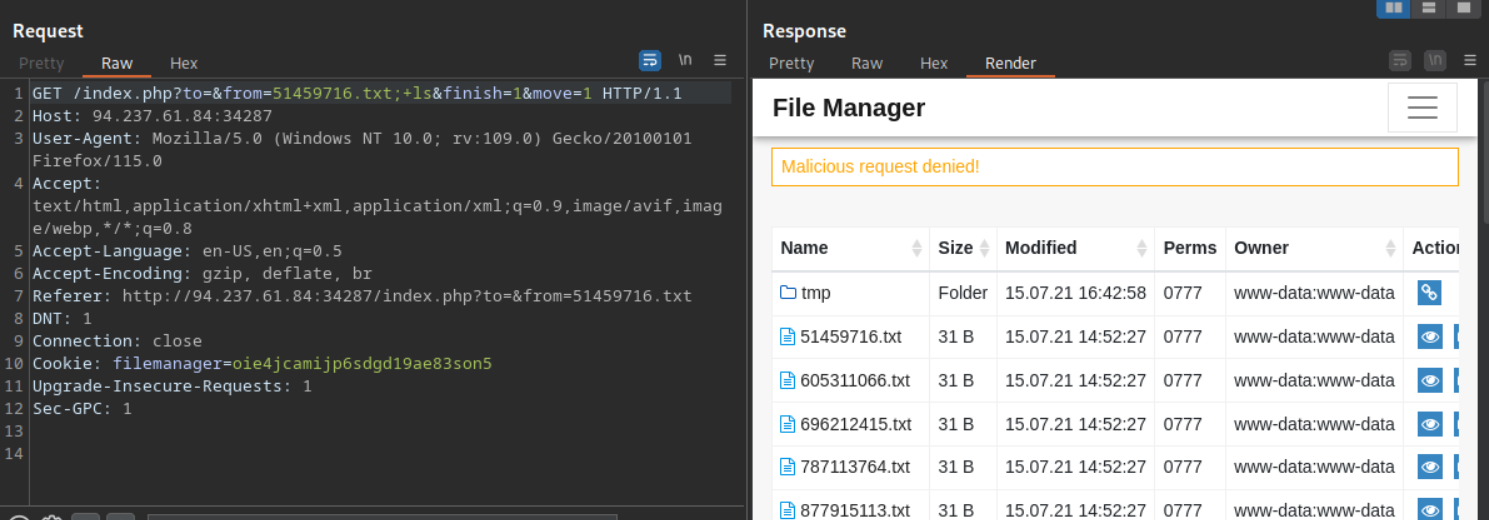 Request
Pretty Raw Hex \n
1 GET /index.php?to=&from=51459716.txt;+ls&finish=1&move=1 HTTP/1.1
2 Host: 94.237.61.84:34287
3 User-Agent: Mozilla/5.0 (Windows NT 10.0; rv:109.0) Gecko/20100101
Firefox/115.0
4 Accept:
text/html,application/xhtml+xml,application/xml;q=0.9,image/avif,imag
e/webp,*/*;q=0.8
5 Accept-Language: en-US,en;q=0.5
6 Accept-Encoding: gzip, deflate, br
7 Referer: http://94.237.61.84:34287/index.php?to=&from=51459716.txt
8 DNT: 1
9 Connection: close
10 Cookie: filemanager=oie4jcamijp6sdgd19ae83son5
11 Upgrade-Insecure-Requests: 1
12 Sec-GPC: 1
13
14
Response
Pretty Raw Hex Render \n
File Manager
Malicious request denied!
Name Size Modified Perms Owner Action
tmp Folder 15.07.21 16:42:58 0777 www-data:www-data
51459716.txt 31 B 15.07.21 14:52:27 0777 www-data:www-data
605311066.txt 31 B 15.07.21 14:52:27 0777 www-data:www-data
696212415.txt 31 B 15.07.21 14:52:27 0777 www-data:www-data
787113764.txt 31 B 15.07.21 14:52:27 0777 www-data:www-data
877915113.txt 31 B 15.07.21 14:52:27 0777 www-data:www-data